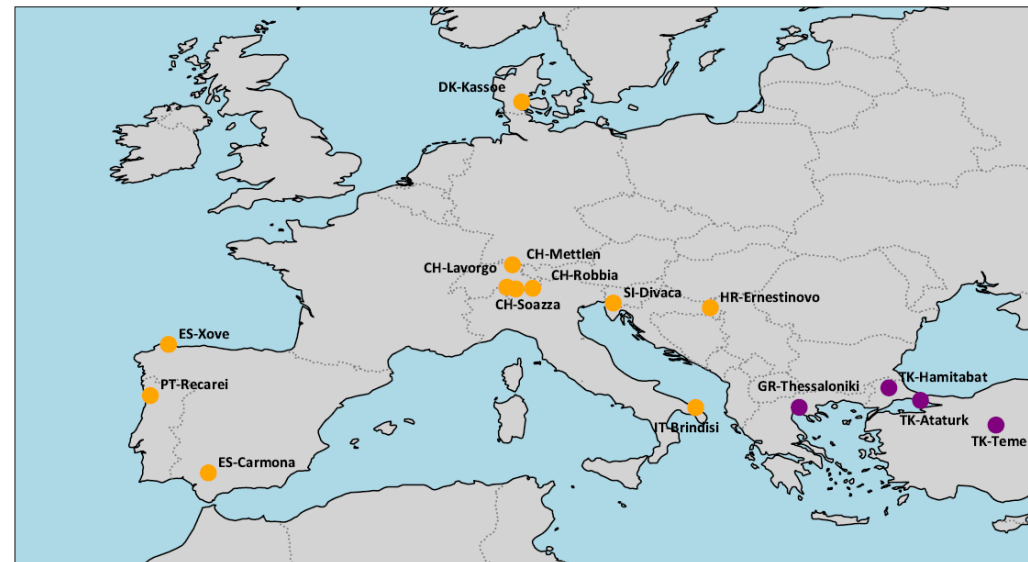 DK-Kassoe
CH-Mettlen
CH-Lavorgo
CH-Robbia
CH-Soazza
SI-Divaca
HR-Ernestinovo
ES-Xove
PT-Recarei
GR-Thessaloniki
TK-Hamitabat
TK-Ataturk
IT-Brindisi
TK-Teme
ES-Carmona